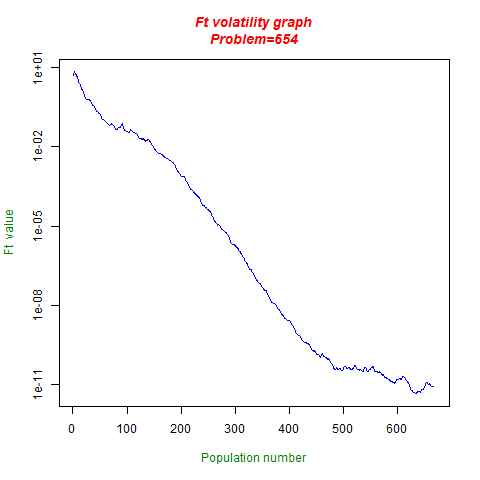 Ft volatility graph
Problem=654
1e+01
1e-02
1e-05
1e-08
1e-11
Ft value
0 100 200 300 400 500 600
Population number